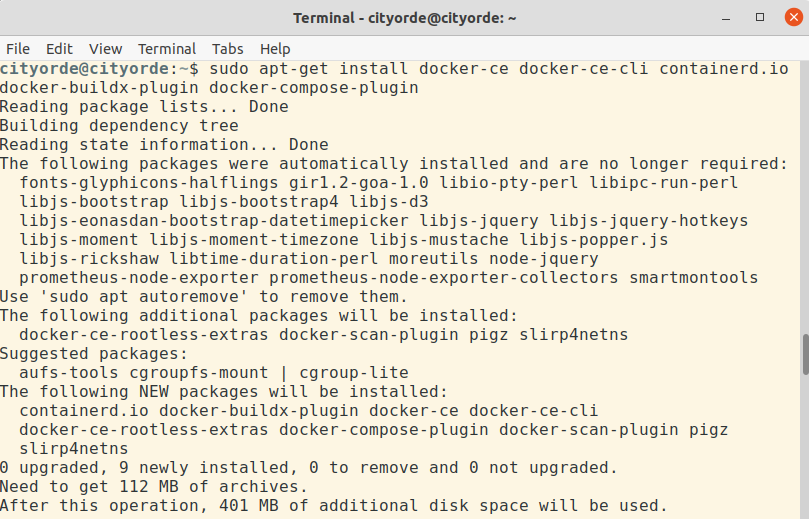 Terminal - cityorde@cityorde: ~
File Edit View Terminal Tabs Help
cityorde@cityorde:~$ sudo apt-get install docker-ce docker-ce-cli containerd.io
docker-buildx-plugin docker-compose-plugin
Reading package lists... Done
Building dependency tree
Reading state information... Done
The following packages were automatically installed and are no longer required:
  fonts-glyphicons-halflings gir1.2-goa-1.0 libio-pty-perl libipc-run-perl
  libjs-bootstrap libjs-bootstrap4 libjs-d3
  libjs-eonasdan-bootstrap-datetimepicker libjs-jquery libjs-jquery-hotkeys
  libjs-moment libjs-moment-timezone libjs-mustache libjs-popper.js
  libjs-rickshaw libtime-duration-perl moreutils node-jquery
  prometheus-node-exporter prometheus-node-exporter-collectors smartmontools
Use 'sudo apt autoremove' to remove them.
The following additional packages will be installed:
  docker-ce-rootless-extras docker-scan-plugin pigz slirp4netns
Suggested packages:
  aufs-tools cgroupfs-mount | cgroup-lite
The following NEW packages will be installed:
  containerd.io docker-buildx-plugin docker-ce docker-ce-cli
  docker-ce-rootless-extras docker-compose-plugin docker-scan-plugin pigz
  slirp4netns
0 upgraded, 9 newly installed, 0 to remove and 0 not upgraded.
Need to get 112 MB of archives.
After this operation, 401 MB of additional disk space will be used.